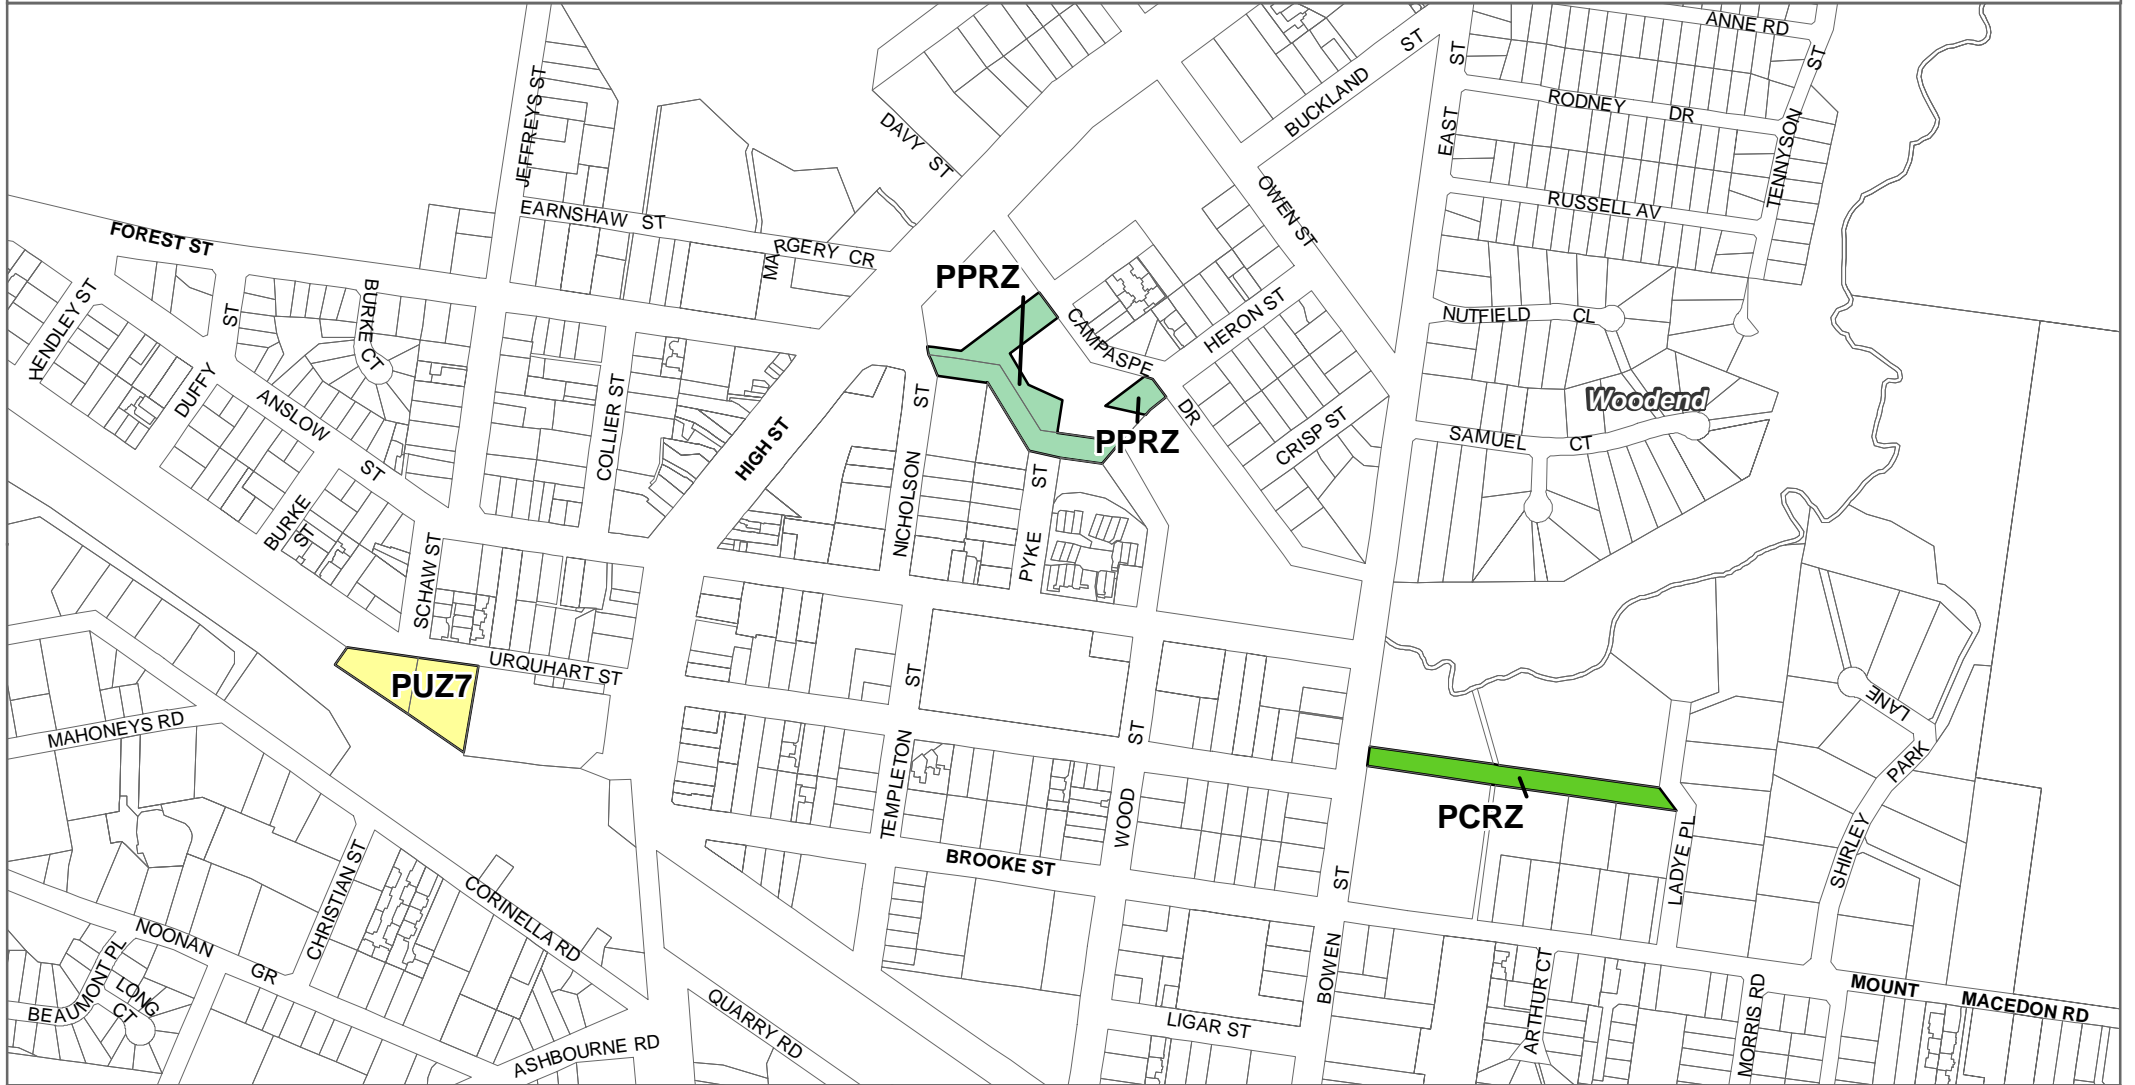 ANNE RD
ST
ST
BUCKLAND
JEFFREYS ST
RODNEY DR
EAST
TENNYSON
DAVY ST
OWEN ST
RUSSELL AV
EARNSHAW ST
MARGERY CR
FOREST ST
PPRZ
HENDLEY ST
ST
DUFFY
BURKE CT
ANSLOW
ST
COLLIER ST
HIGH ST
ST
NICHOLSON
CAMPASPE
DR
HERON ST
CRISP ST
NUTFIELD CL
Woodend
SAMUEL CT
PPRZ
ST
PYKE
BURKE
ST
SCHAW ST
URQUHART ST
PUZ7
ST
TEMPLETON
ST
WOOD
MAHONEYS RD
LANE
PARK
SHIRLEY
PCRZ
LADYE PL
BROOKE ST
ST
BOWEN
CHRISTIAN ST
CORINELLA RD
NOONAN
GR
BEAUMONT PL
LONG
CT
QUARRY RD
ASHBOURNE RD
LIGAR ST
ARTHUR CT
MORRIS RD
MOUNT MACEDON RD